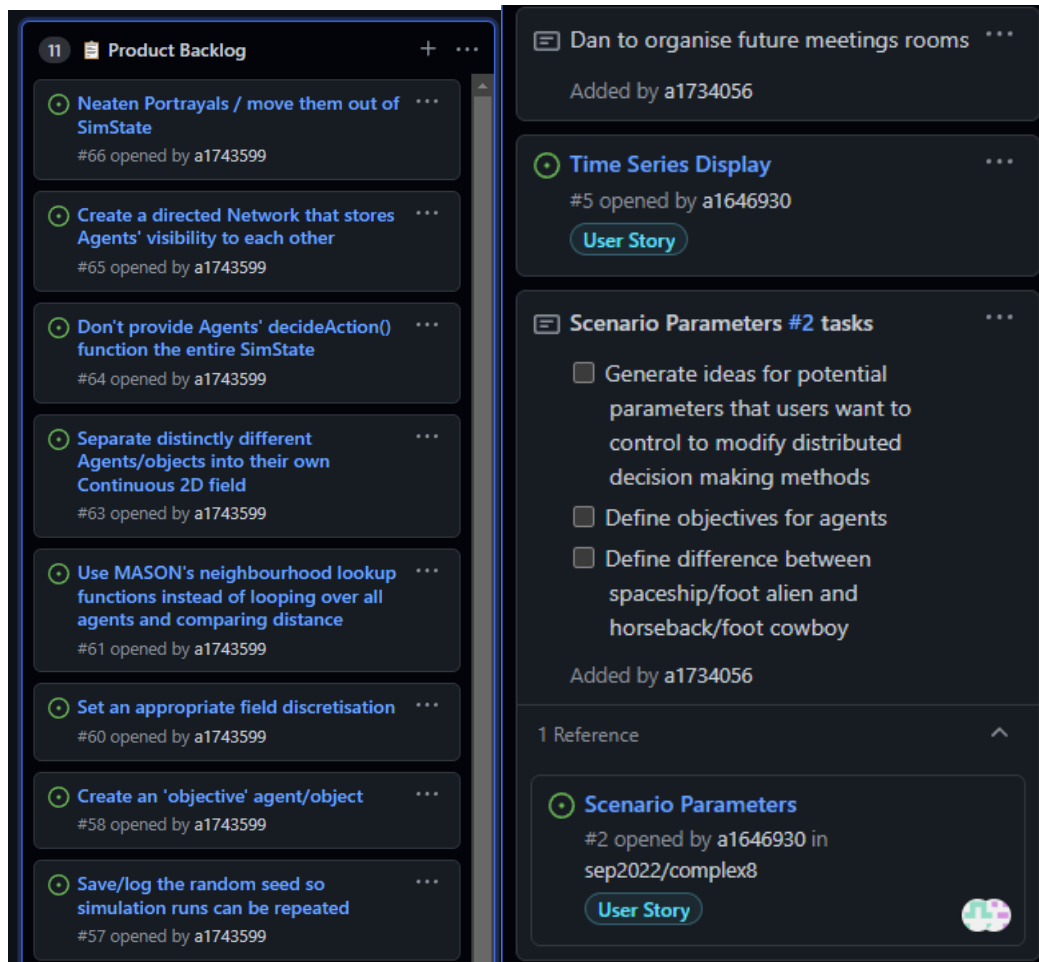 11 📋 Product Backlog + ...
Neaten Portrayals / move them out of ...
SimState
#66 opened by a1743599
Create a directed Network that stores ...
Agents' visibility to each other
#65 opened by a1743599
Don't provide Agents' decideAction() ...
function the entire SimState
#64 opened by a1743599
Separate distinctly different ...
Agents/objects into their own
Continuous 2D field
#63 opened by a1743599
Use MASON's neighbourhood lookup ...
functions instead of looping over all
agents and comparing distance
#61 opened by a1743599
Set an appropriate field discretisation ...
#60 opened by a1743599
Create an 'objective' agent/object ...
#58 opened by a1743599
Save/log the random seed so ...
simulation runs can be repeated
#57 opened by a1743599
Dan to organise future meetings rooms ...
Added by a1734056
Time Series Display ...
#5 opened by a1646930
User Story
Scenario Parameters #2 tasks ...
Generate ideas for potential
parameters that users want to
control to modify distributed
decision making methods
Define objectives for agents
Define difference between
spaceship/foot alien and
horseback/foot cowboy
Added by a1734056
1 Reference
Scenario Parameters
#2 opened by a1646930 in
sep2022/complex8
User Story